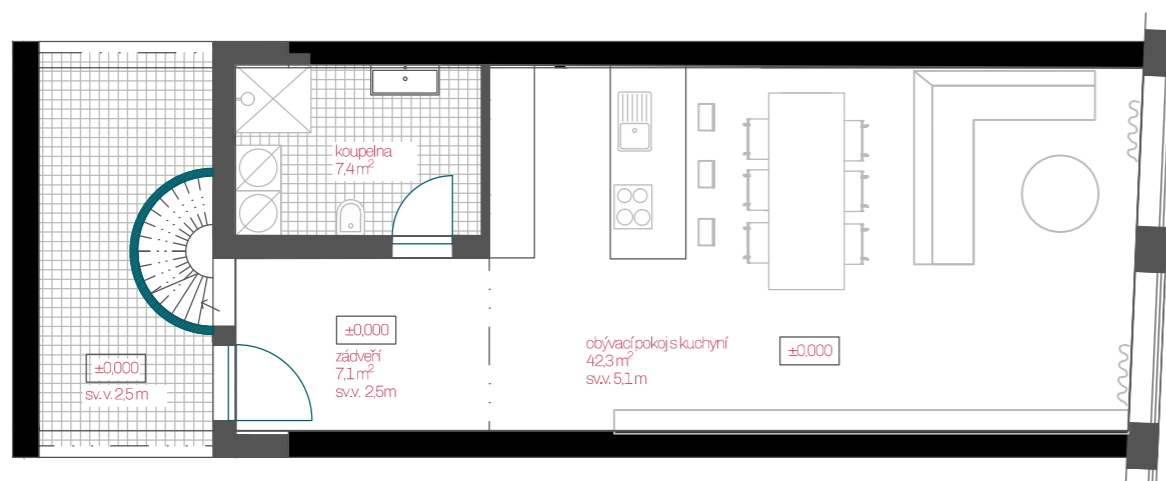 koupelna
7,4 m²
±0,000
zádveří
7,1 m²
sv.v. 2,5m
±0,000
sv.v. 2,5 m
obývací pokoj s kuchyní
42,3 m²
sv.v. 5,1 m
±0,000